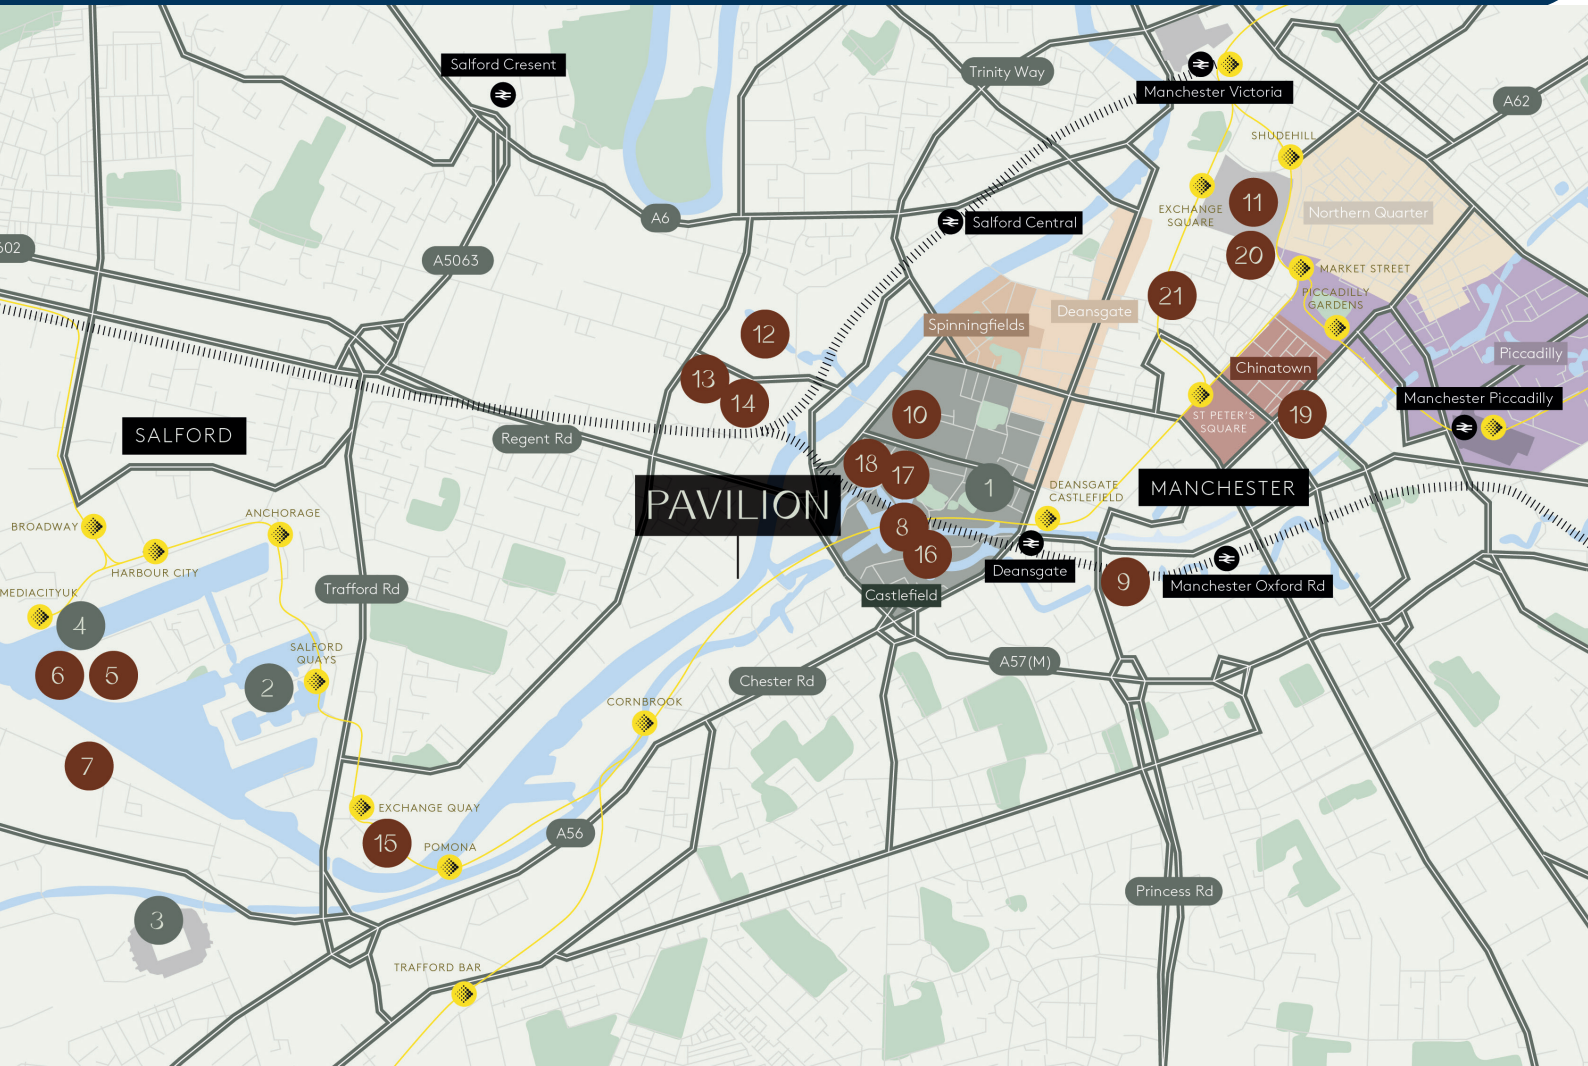 Salford Cresent
Trinity Way
Manchester Victoria
A62
SHUDEHILL
11
Northern Quarter
EXCHANGE
SQUARE
A6
Salford Central
602
A5063
20
MARKET STREET
PICCADILLY
GARDENS
21
Deansgate
Spinningfields
12
Piccadilly
Chinatown
13
14
10
Manchester Piccadilly
ST PETER'S
SQUARE
19
SALFORD
Regent Rd
18
17
1
DEANSGATE
CASTLEFIELD
MANCHESTER
PAVILION
ANCHORAGE
BROADWAY
8
16
HARBOUR CITY
Deansgate
9
Manchester Oxford Rd
MEDIACITYUK
Trafford Rd
Castlefield
4
SALFORD
QUAYS
6
5
2
A57(M)
Chester Rd
CORNBROOK
7
EXCHANGE QUAY
15
POMONA
A56
Princess Rd
3
TRAFFORD BAR